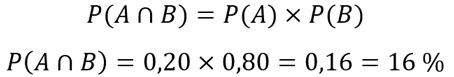 P(A ∩ B) = P(A) × P(B)
P(A ∩ B) = 0,20 × 0,80 = 0,16 = 16 %